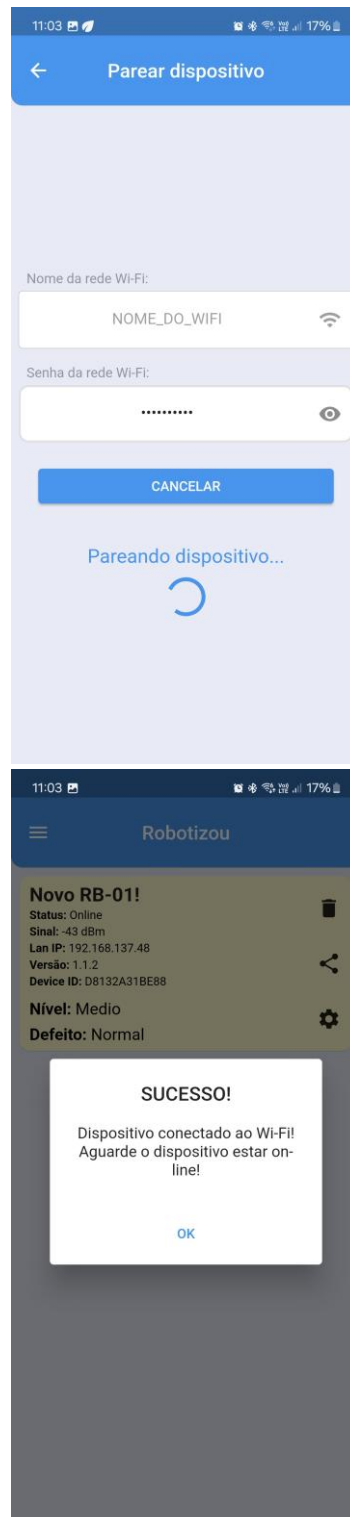 11:03
17%
Parear dispositivo
Nome da rede Wi-Fi:
NOME_DO_WIFI
Senha da rede Wi-Fi:
••••••••••
CANCELAR
Pareando dispositivo...
11:03
17%
Robotizou
Novo RB-01!
Status: Online
Sinal: -43 dBm
Lan IP: 192.168.137.48
Versão: 1.1.2
Device ID: D8132A31BE88
Nível: Medio
Defeito: Normal
SUCESSO!
Dispositivo conectado ao Wi-Fi!
Aguarde o dispositivo estar on-
line!
OK